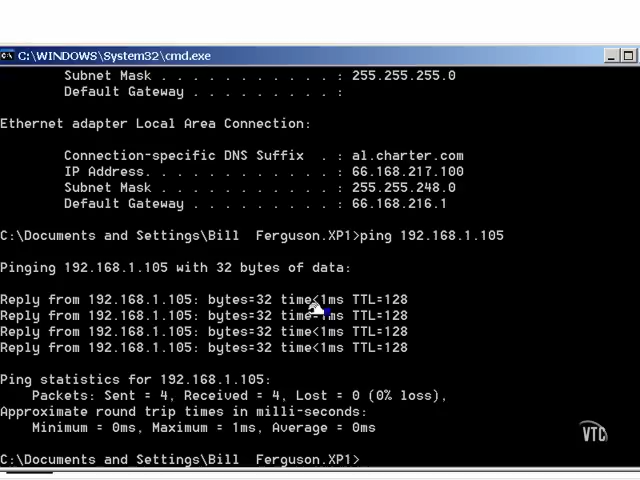 C:\WINDOWS\System32\cmd.exe
Subnet Mask . . . . . . . . . . . : 255.255.255.0
Default Gateway . . . . . . . . . :
Ethernet adapter Local Area Connection:
Connection-specific DNS Suffix  . : al.charter.com
IP Address. . . . . . . . . . . . : 66.168.217.100
Subnet Mask . . . . . . . . . . . : 255.255.248.0
Default Gateway . . . . . . . . . : 66.168.216.1
C:\Documents and Settings\Bill  Ferguson.XP1>ping 192.168.1.105
Pinging 192.168.1.105 with 32 bytes of data:
Reply from 192.168.1.105: bytes=32 time<1ms TTL=128
Reply from 192.168.1.105: bytes=32 time=1ms TTL=128
Reply from 192.168.1.105: bytes=32 time<1ms TTL=128
Reply from 192.168.1.105: bytes=32 time<1ms TTL=128
Ping statistics for 192.168.1.105:
Packets: Sent = 4, Received = 4, Lost = 0 (0% loss),
Approximate round trip times in milli-seconds:
Minimum = 0ms, Maximum = 1ms, Average = 0ms
VTC
C:\Documents and Settings\Bill  Ferguson.XP1>